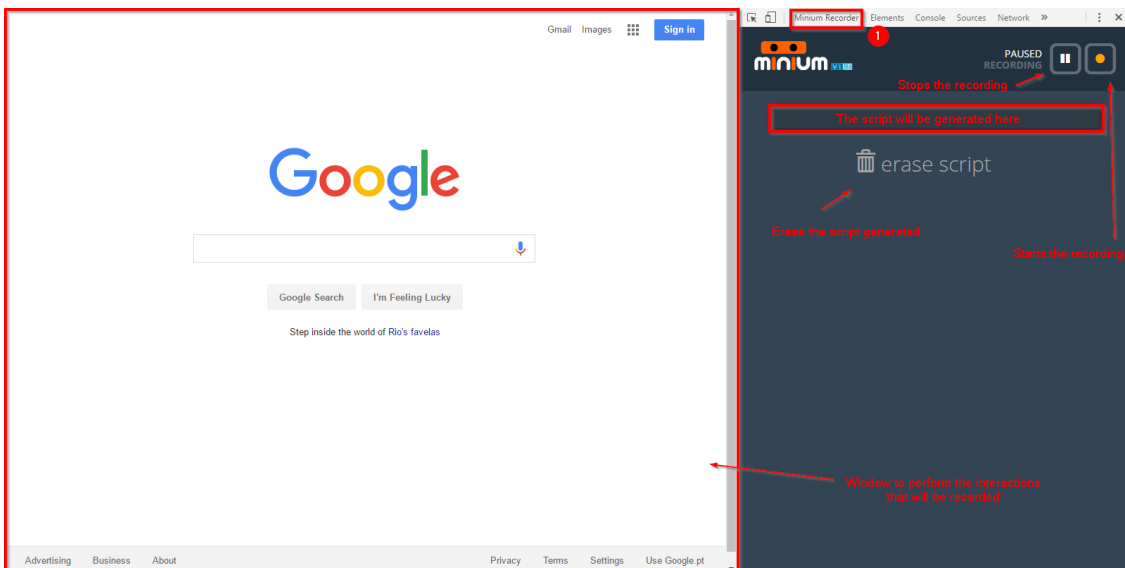 Gmail Images Sign in
Google
Google Search I'm Feeling Lucky
Step inside the world of Rio's favelas
Advertising Business About Privacy Terms Settings Use Google.pt
Minium Recorder Elements Console Sources Network »
1
minium
PAUSED
RECORDING
Stops the recording
The script will be generated here
erase script
Erase the script generated
Starts the recording
Window to perform the interactions
that will be recorded